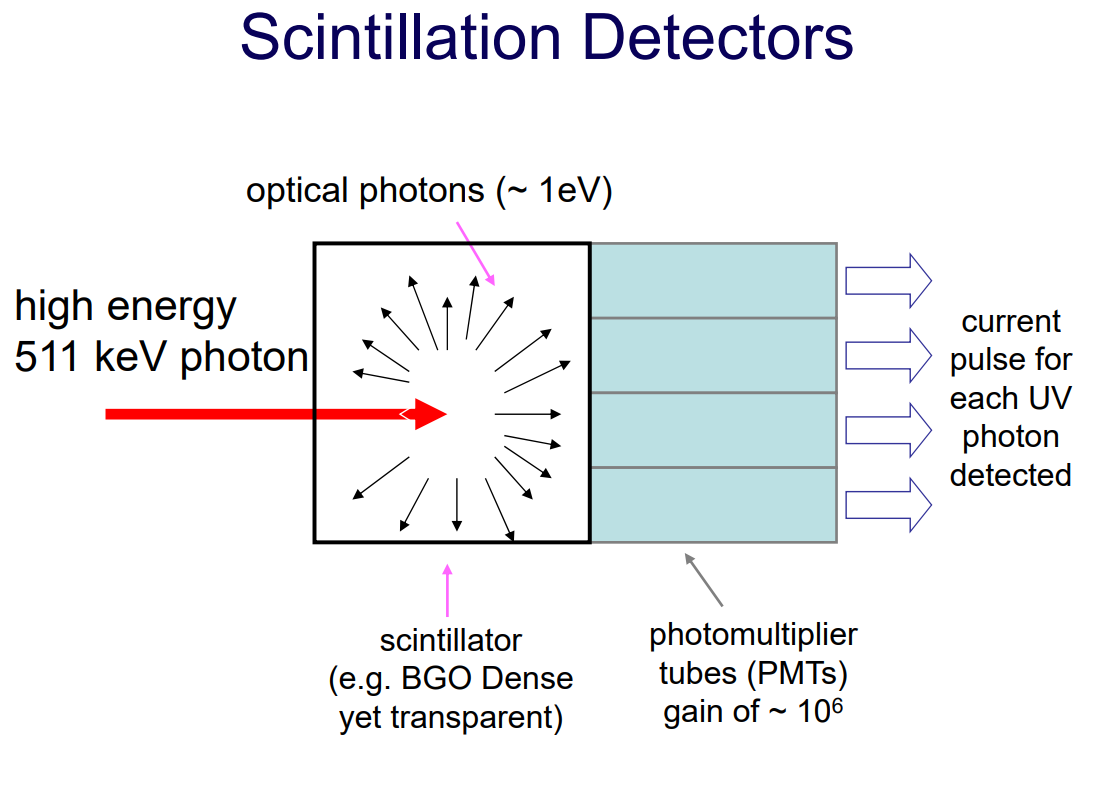 Scintillation Detectors
optical photons (~ 1eV)
high energy
511 keV photon
current
pulse for
each UV
photon
detected
scintillator
(e.g. BGO Dense
yet transparent)
photomultiplier
tubes (PMTs)
gain of ~ 10⁶